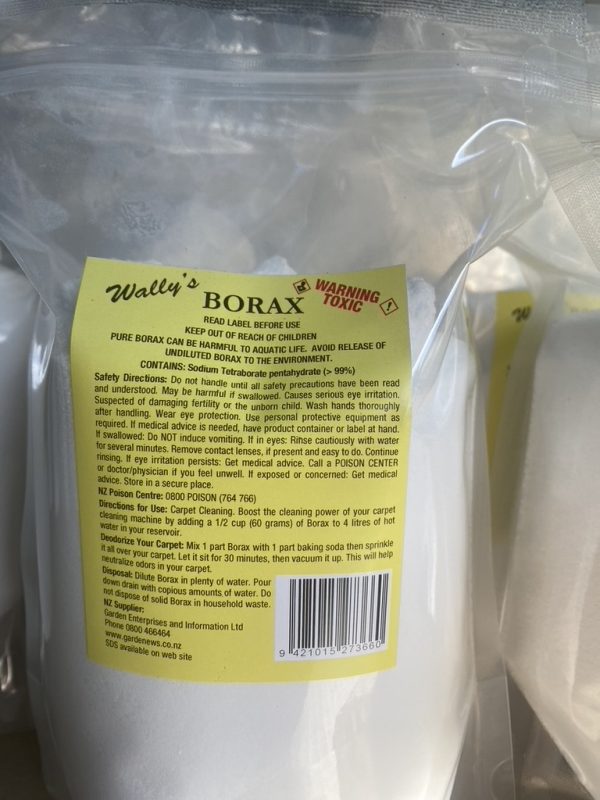 Wally's
BORAX
WARNING
TOXIC
READ LABEL BEFORE USE
KEEP OUT OF REACH OF CHILDREN
PURE BORAX CAN BE HARMFUL TO AQUATIC LIFE. AVOID RELEASE OF
UNDILUTED BORAX TO THE ENVIRONMENT.
CONTAINS: Sodium Tetraborate pentahydrate (> 99%)
Safety Directions: Do not handle until all safety precautions have been read
and understood. May be harmful if swallowed. Causes serious eye irritation.
Suspected of damaging fertility or the unborn child. Wash hands thoroughly
after handling. Wear eye protection. Use personal protective equipment as
required. If medical advice is needed, have product container or label at hand.
If swallowed: Do NOT induce vomiting. If in eyes: Rinse cautiously with water
for several minutes. Remove contact lenses, if present and easy to do. Continue
rinsing. If eye irritation persists: Get medical advice. Call a POISON CENTER
or doctor/physician if you feel unwell. If exposed or concerned: Get medical
advice. Store in a secure place.
NZ Poison Centre: 0800 POISON (764 766)
Directions for Use: Carpet Cleaning. Boost the cleaning power of your carpet
cleaning machine by adding a 1/2 cup (60 grams) of Borax to 4 litres of hot
water in your reservoir.
Deodorize Your Carpet: Mix 1 part Borax with 1 part baking soda then sprinkle
it all over your carpet. Let it sit for 30 minutes, then vacuum it up. This will help
neutralize odors in your carpet.
Disposal: Dilute Borax in plenty of water. Pour
down drain with copious amounts of water. Do
not dispose of solid Borax in household waste.
NZ Supplier:
Garden Enterprises and Information Ltd
Phone 0800 466464
www.gardenews.co.nz
SDS available on web site
9 421015 273660
W